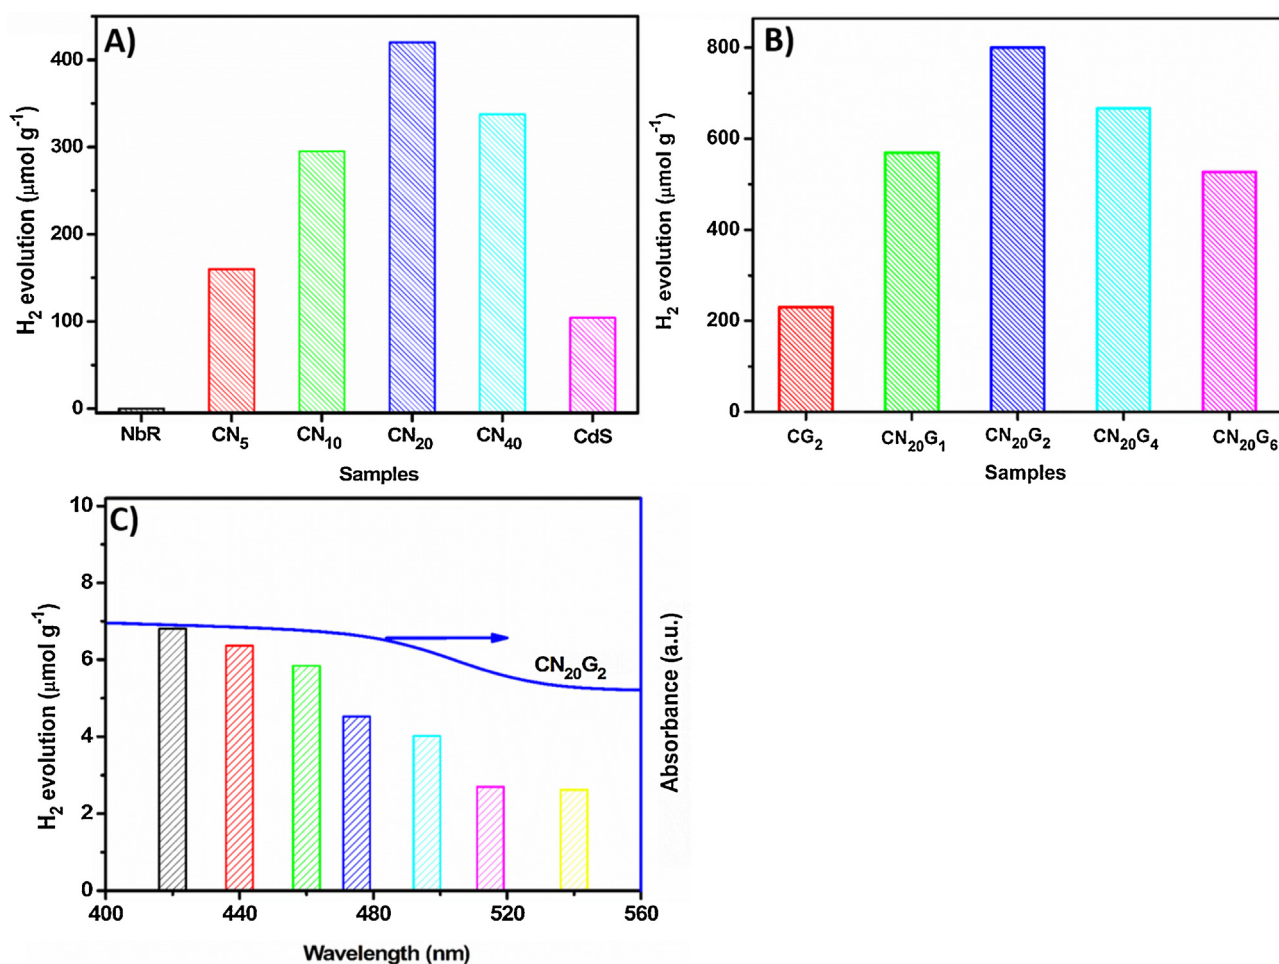 A)
H2 evolution (μmol g-1)
400
300
200
100
0
NbR CN5 CN10 CN20 CN40 CdS
Samples
B)
H2 evolution (μmol g-1)
800
600
400
200
0
CG2 CN20G1 CN20G2 CN20G4 CN20G6
Samples
C)
H2 evolution (μmol g-1)
10
8
6
4
2
0
CN20G2
Absorbance (a.u.)
400 440 480 520 560
Wavelength (nm)